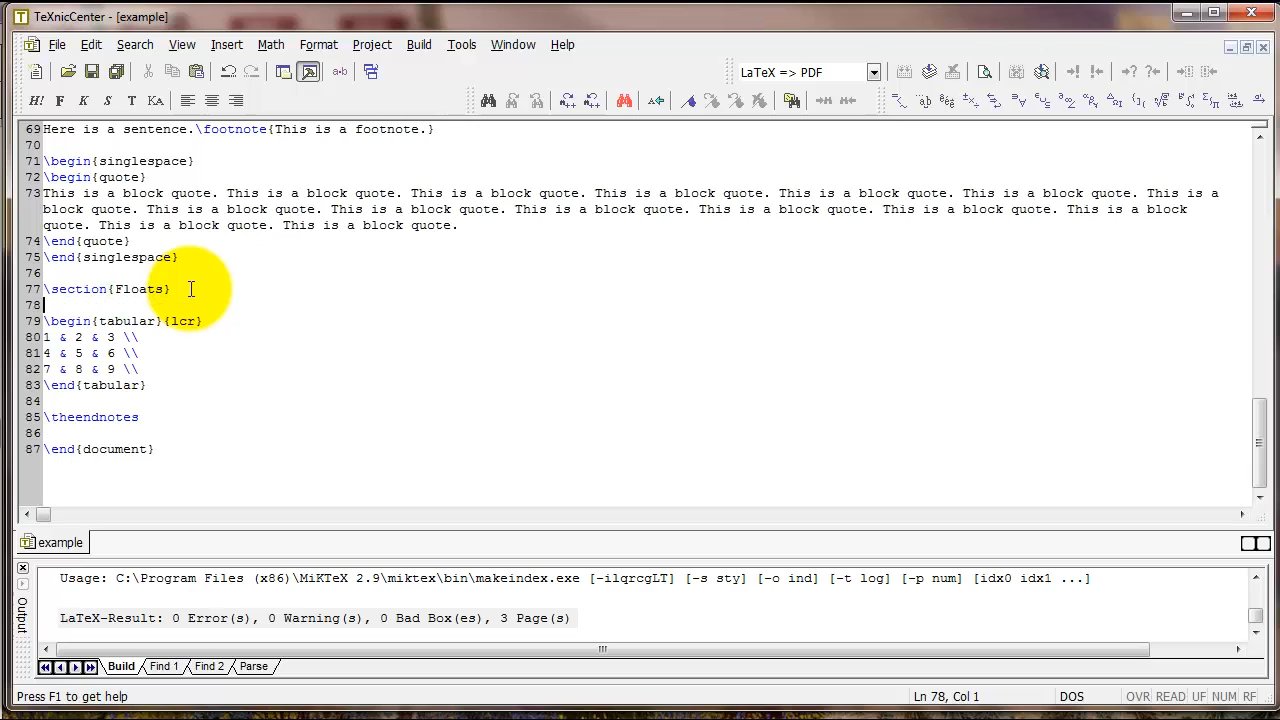 TeXnicCenter - [example]
File Edit Search View Insert Math Format Project Build Tools Window Help
LaTeX => PDF
69 Here is a sentence.\footnote{This is a footnote.}
70
71 \begin{singlespace}
72 \begin{quote}
73 This is a block quote. This is a block quote. This is a block quote. This is a block quote. This is a block quote. This is a block quote. This is a
block quote. This is a block quote. This is a block quote. This is a block quote. This is a block quote. This is a block quote. This is a block
quote. This is a block quote. This is a block quote.
74 \end{quote}
75 \end{singlespace}
76
77 \section{Floats}
78
79 \begin{tabular}{lcr}
80 1 & 2 & 3 \\
81 4 & 5 & 6 \\
82 7 & 8 & 9 \\
83 \end{tabular}
84
85 \theendnotes
86
87 \end{document}
example
Usage: C:\Program Files (x86)\MiKTeX 2.9\miktex\bin\makeindex.exe [-ilqrcgLT] [-s sty] [-o ind] [-t log] [-p num] [idx0 idx1 ...]
LaTeX-Result: 0 Error(s), 0 Warning(s), 0 Bad Box(es), 3 Page(s)
Output
Build Find 1 Find 2 Parse
Press F1 to get help Ln 78, Col 1 DOS OVR READ UF NUM RF